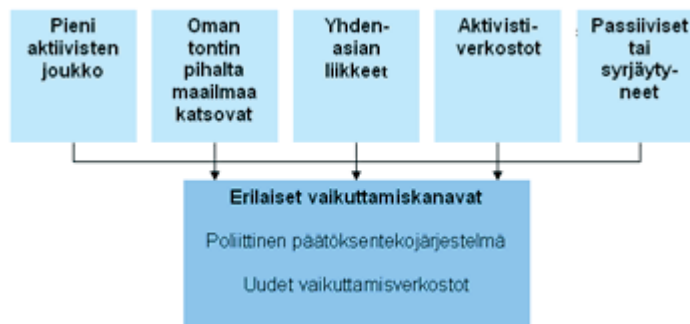 Pieni
aktiivisten
joukko
Oman
tontin
pihalta
maailmaa
katsovat
Yhden-
asian
liikkeet
Aktivisti-
verkostot
Passiiviset
tai
syrjäyty-
neet
Erilaiset vaikuttamiskanavat
Poliittinen päätöksentekojärjestelmä
Uudet vaikuttamisverkostot